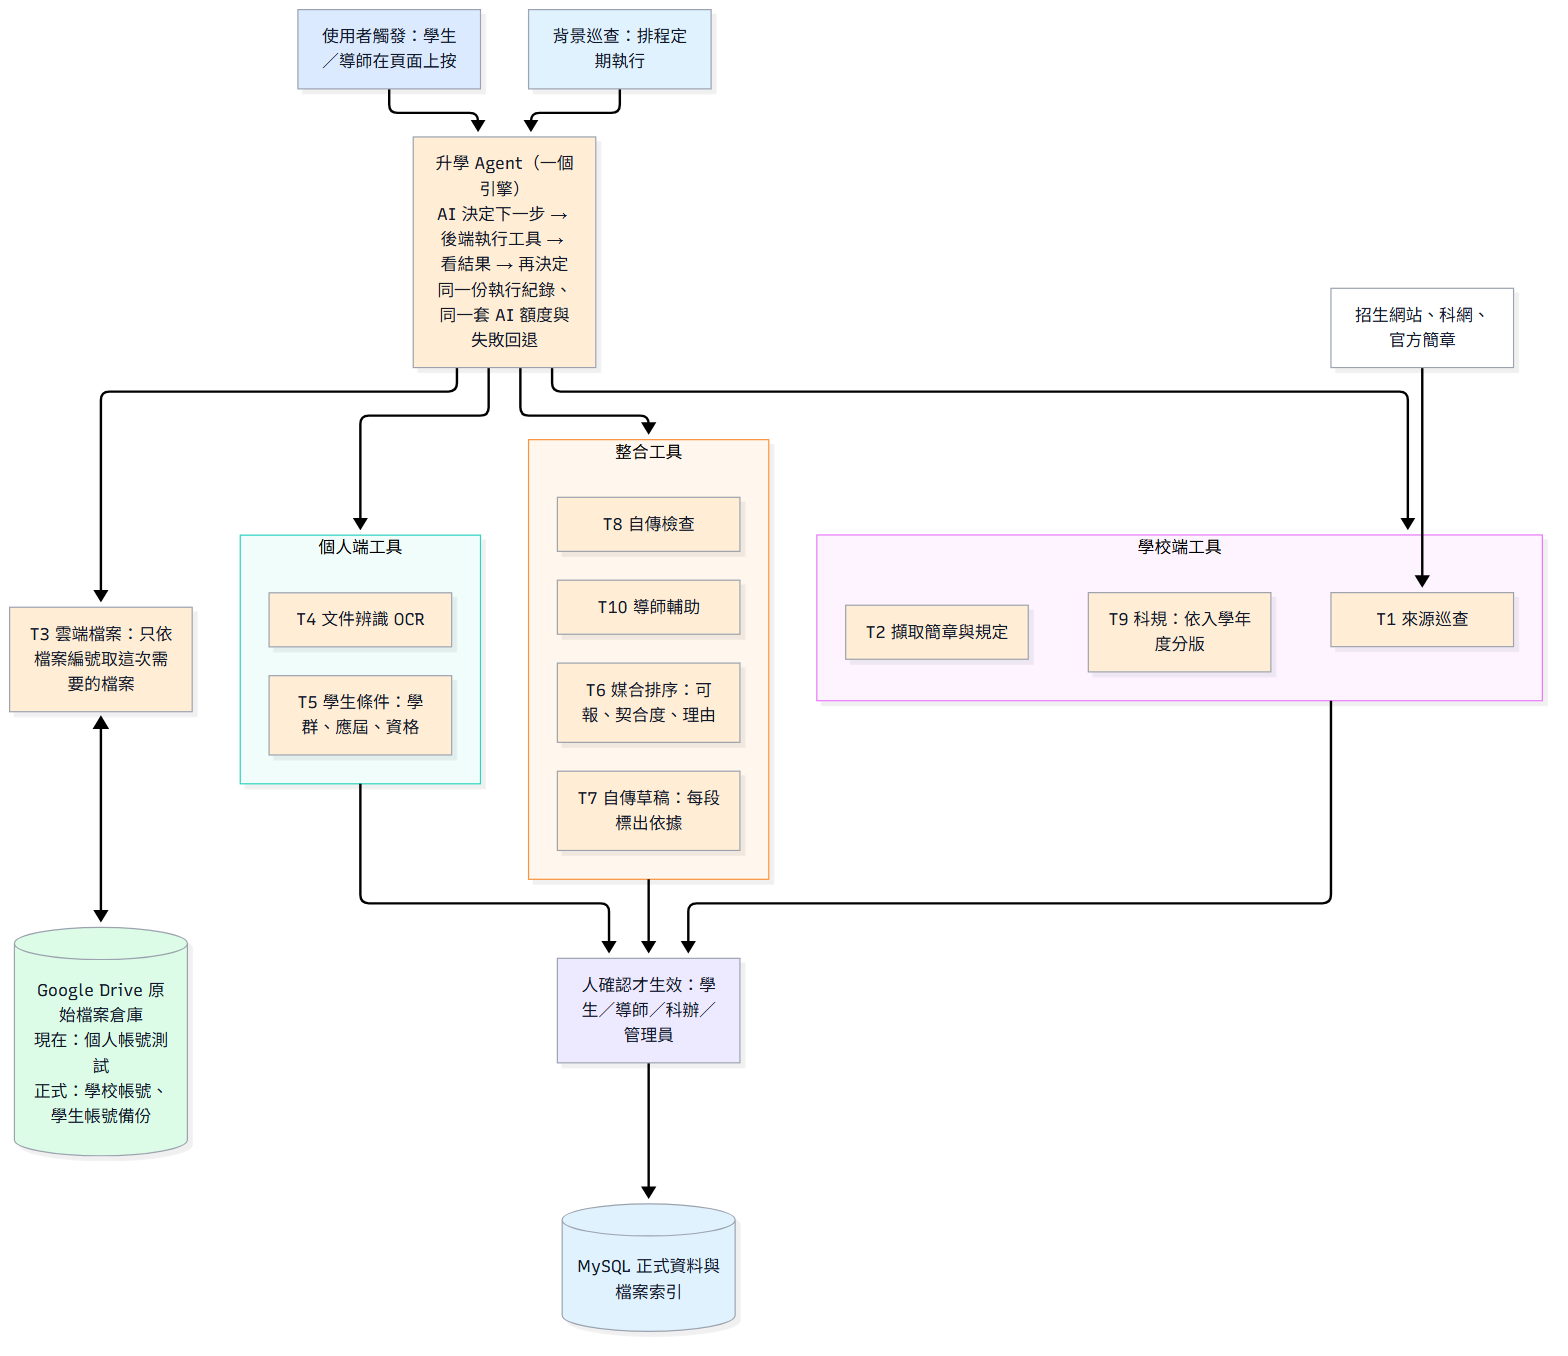 使用者觸發：學生
／導師在頁面上按
背景巡查：排程定
期執行
升學 Agent（一個
引擎）
AI 決定下一步 →
後端執行工具 →
看結果 → 再決定
同一份執行紀錄、
同一套 AI 額度與
失敗回退
招生網站、科網、
官方簡章
整合工具
T8 自傳檢查
T10 導師輔助
T6 媒合排序：可
報、契合度、理由
T7 自傳草稿：每段
標出依據
個人端工具
T4 文件辨識 OCR
T5 學生條件：學
群、應屆、資格
學校端工具
T2 擷取簡章與規定
T9 科規：依入學年
度分版
T1 來源巡查
T3 雲端檔案：只依
檔案編號取這次需
要的檔案
Google Drive 原
始檔案倉庫
現在：個人帳號測
試
正式：學校帳號、
學生帳號備份
人確認才生效：學
生／導師／科辦／
管理員
MySQL 正式資料與
檔案索引